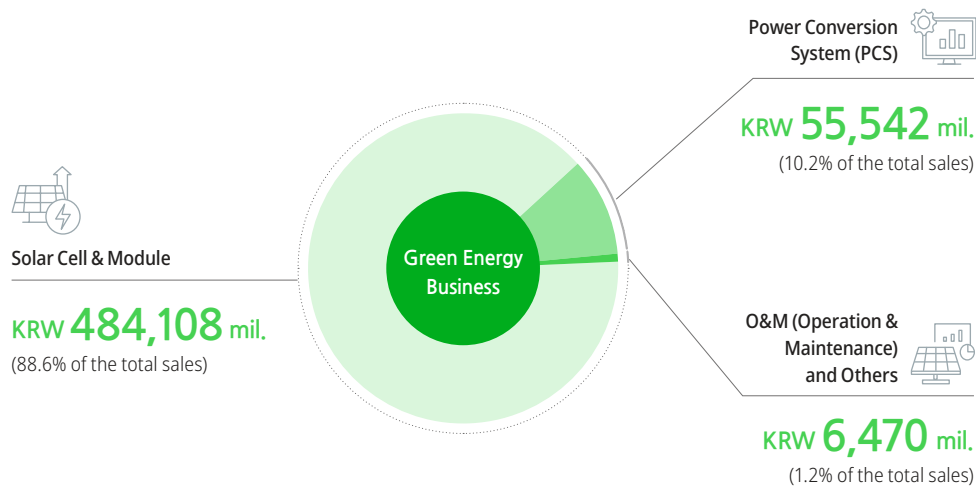 Solar Cell & Module
KRW 484,108 mil.
(88.6% of the total sales)
Green Energy
Business
Power Conversion
System (PCS)
KRW 55,542 mil.
(10.2% of the total sales)
O&M (Operation &
Maintenance)
and Others
KRW 6,470 mil.
(1.2% of the total sales)